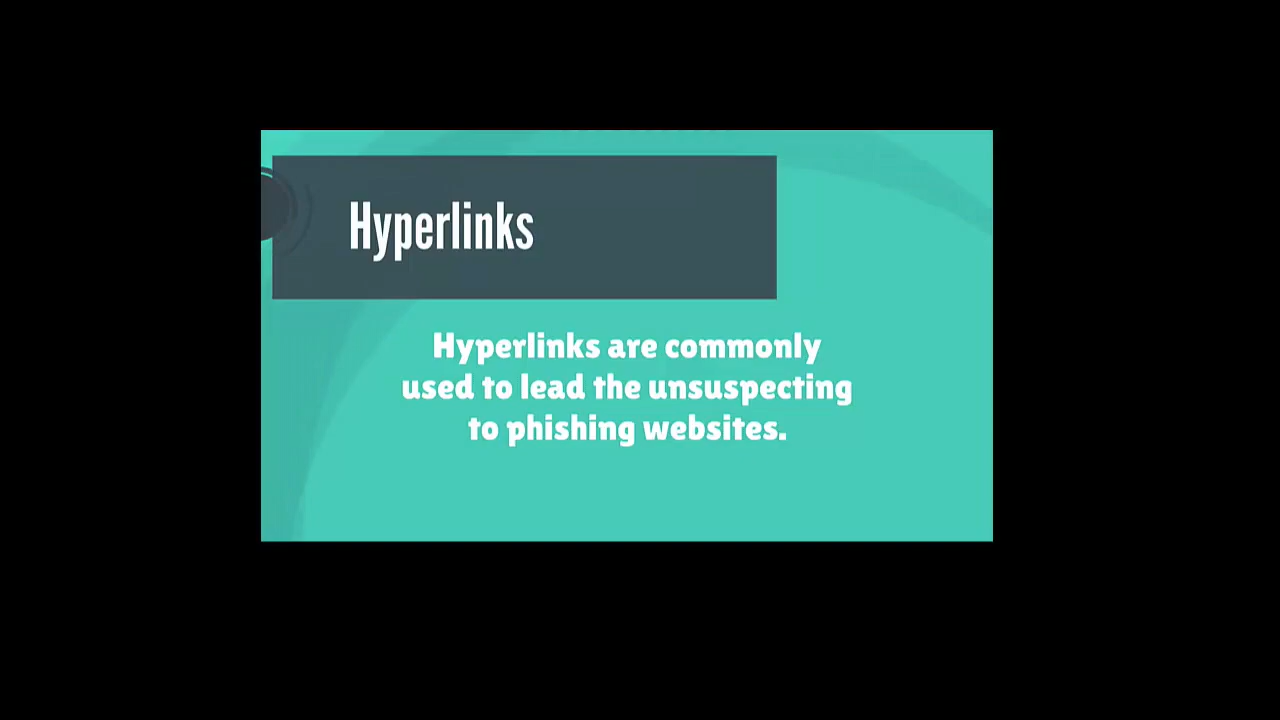 Hyperlinks
Hyperlinks are commonly
used to lead the unsuspecting
to phishing websites.